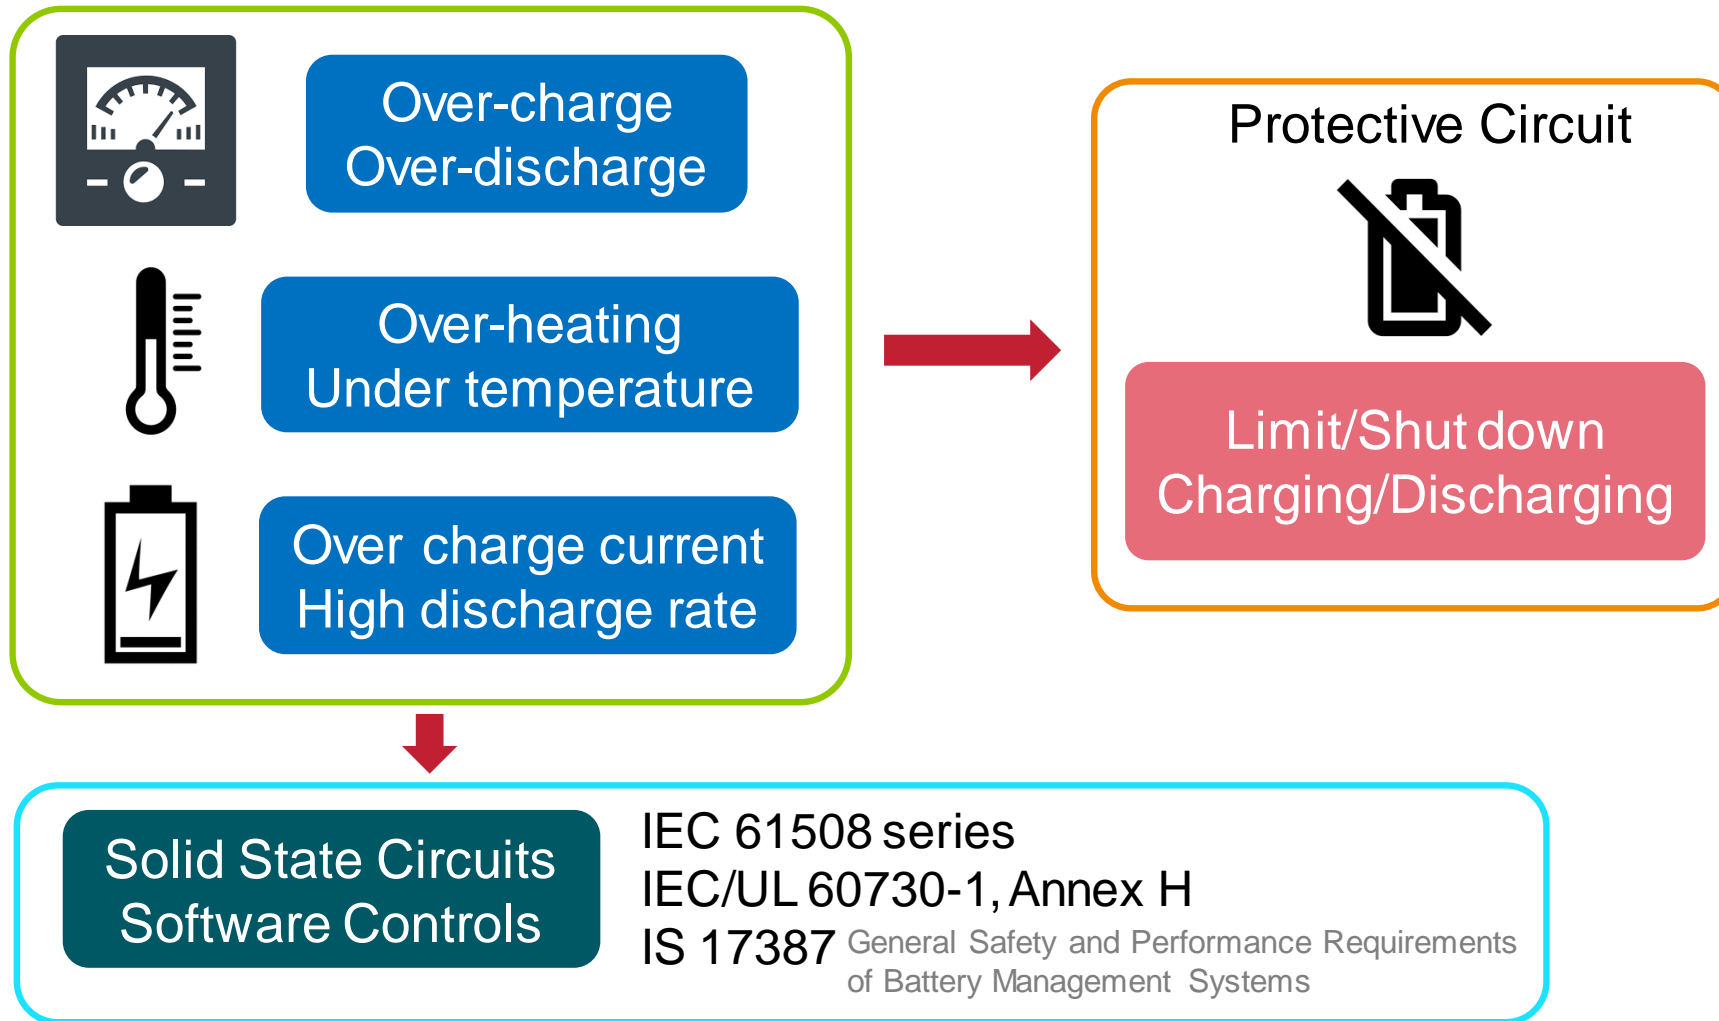 Over-charge
Over-discharge
Over-heating
Under temperature
Over charge current
High discharge rate
Protective Circuit
Limit/Shut down
Charging/Discharging
Solid State Circuits
Software Controls
IEC 61508 series
IEC/UL 60730-1, Annex H
IS 17387 General Safety and Performance Requirements
of Battery Management Systems